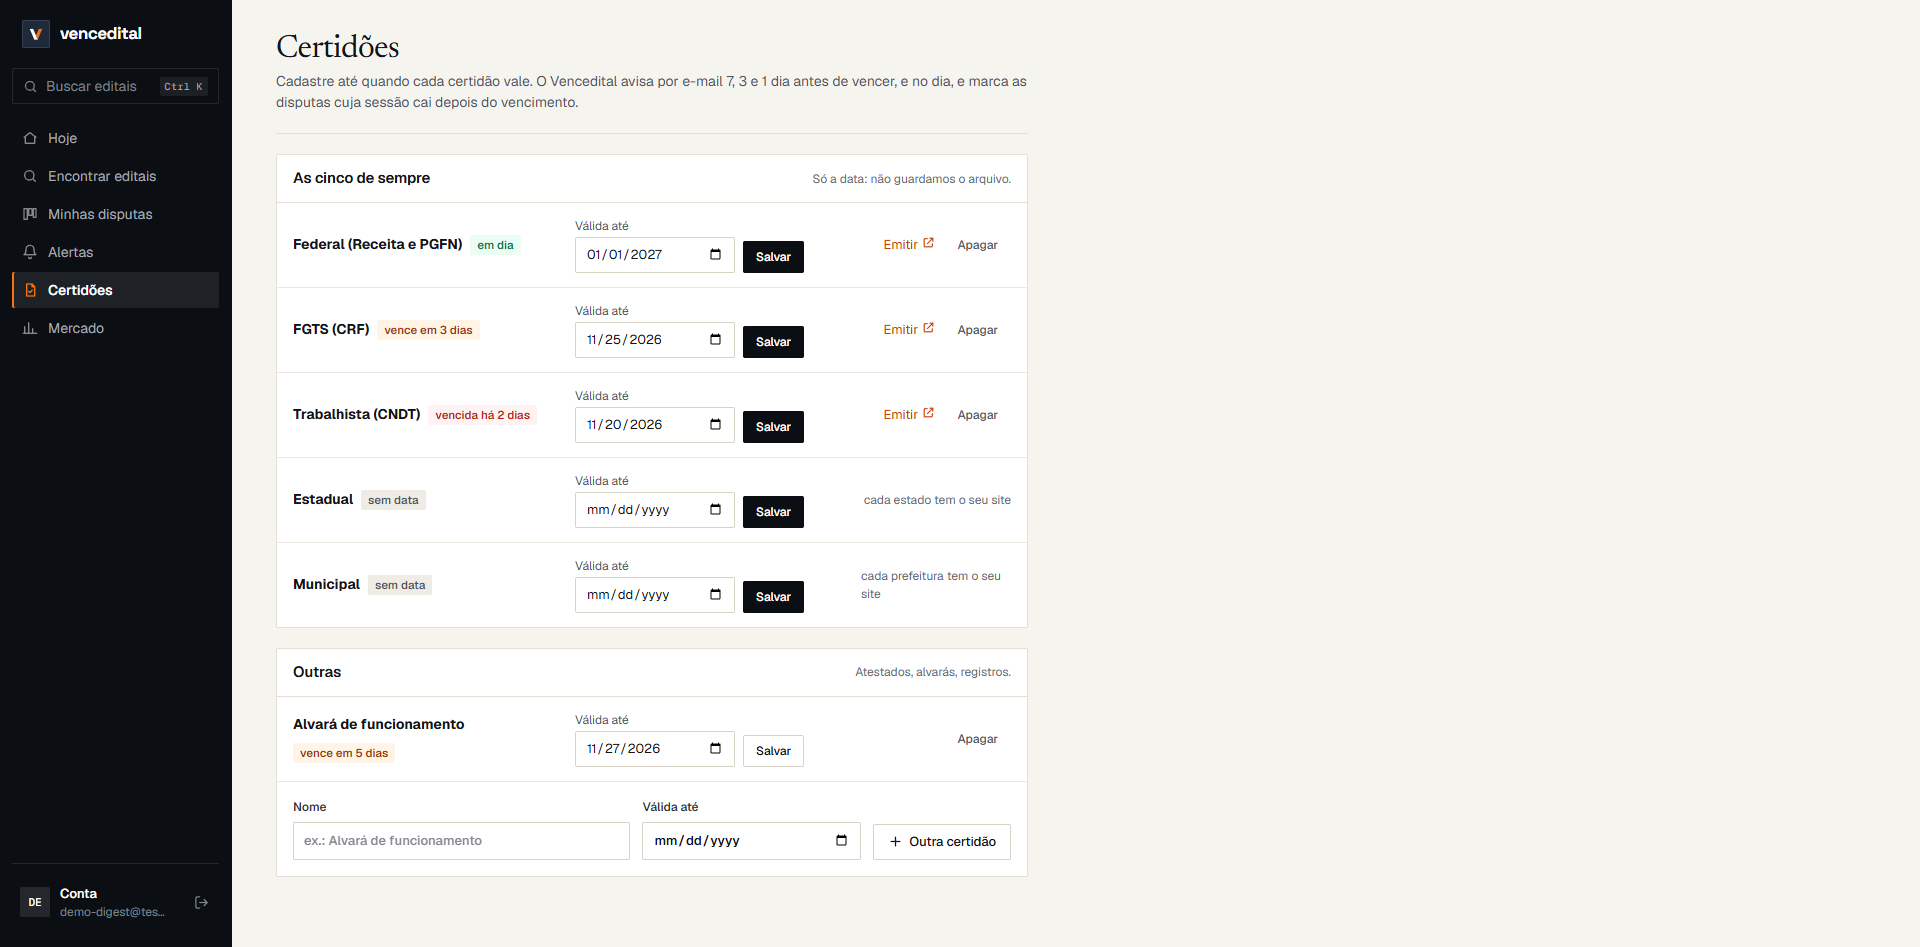 vencedital
Buscar editais Ctrl K
Hoje
Encontrar editais
Minhas disputas
Alertas
Certidões
Mercado
DE
Conta
demo-digest@tes...
Certidões
Cadastre até quando cada certidão vale. O Vencedital avisa por e-mail 7, 3 e 1 dia antes de vencer, e no dia, e marca as
disputas cuja sessão cai depois do vencimento.
As cinco de sempre
Só a data: não guardamos o arquivo.
Federal (Receita e PGFN) em dia
Válida até
01/01/2027
Salvar
Emitir
Apagar
FGTS (CRF) vence em 3 dias
Válida até
11/25/2026
Salvar
Emitir
Apagar
Trabalhista (CNDT) vencida há 2 dias
Válida até
11/20/2026
Salvar
Emitir
Apagar
Estadual sem data
Válida até
mm/dd/yyyy
Salvar
cada estado tem o seu site
Municipal sem data
Válida até
mm/dd/yyyy
Salvar
cada prefeitura tem o seu
site
Outras
Atestados, alvarás, registros.
Alvará de funcionamento
vence em 5 dias
Válida até
11/27/2026
Salvar
Apagar
Nome
ex.: Alvará de funcionamento
Válida até
mm/dd/yyyy
+ Outra certidão